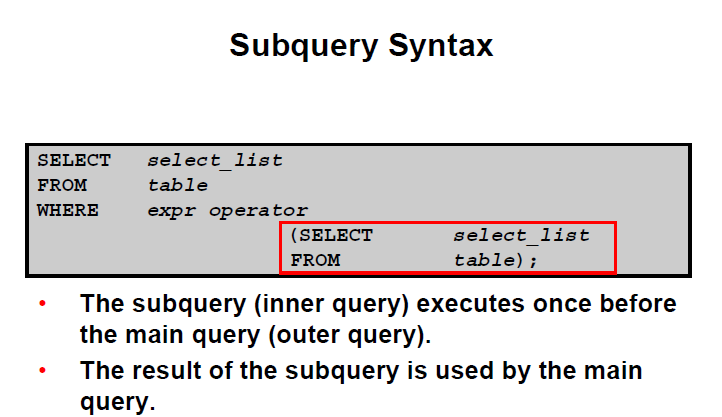 Subquery Syntax
SELECT select_list
FROM table
WHERE expr operator
(SELECT select_list
FROM table);
• The subquery (inner query) executes once before
the main query (outer query).
• The result of the subquery is used by the main
query.